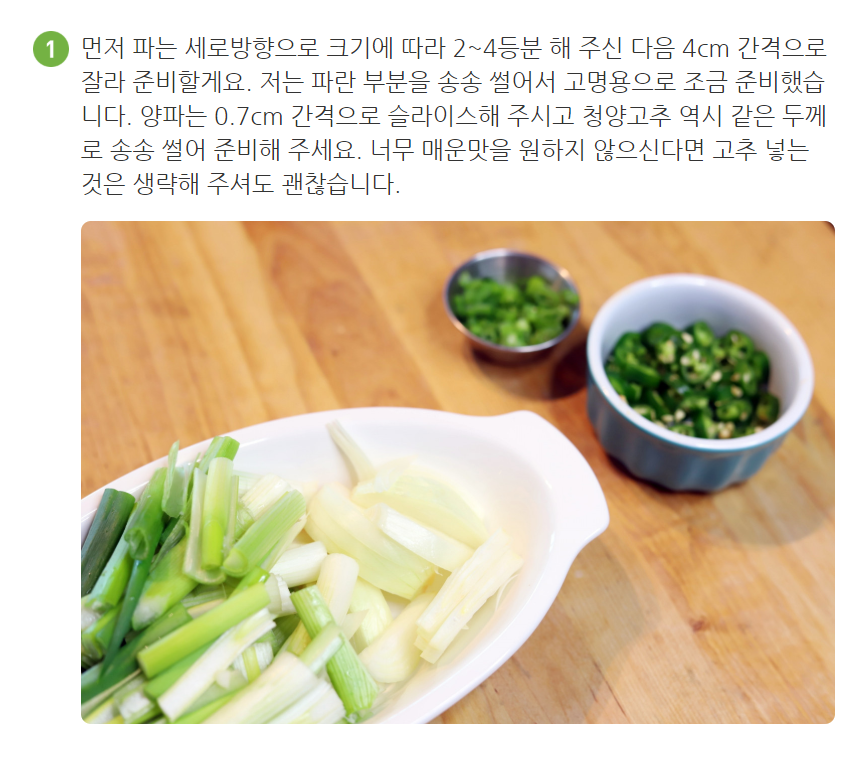 1 먼저 파는 세로방향으로 크기에 따라 2~4등분 해 주신 다음 4cm 간격으로
잘라 준비할게요. 저는 파란 부분을 송송 썰어서 고명용으로 조금 준비했습
니다. 양파는 0.7cm 간격으로 슬라이스해 주시고 청양고추 역시 같은 두께
로 송송 썰어 준비해 주세요. 너무 매운맛을 원하지 않으신다면 고추 넣는
것은 생략해 주셔도 괜찮습니다.